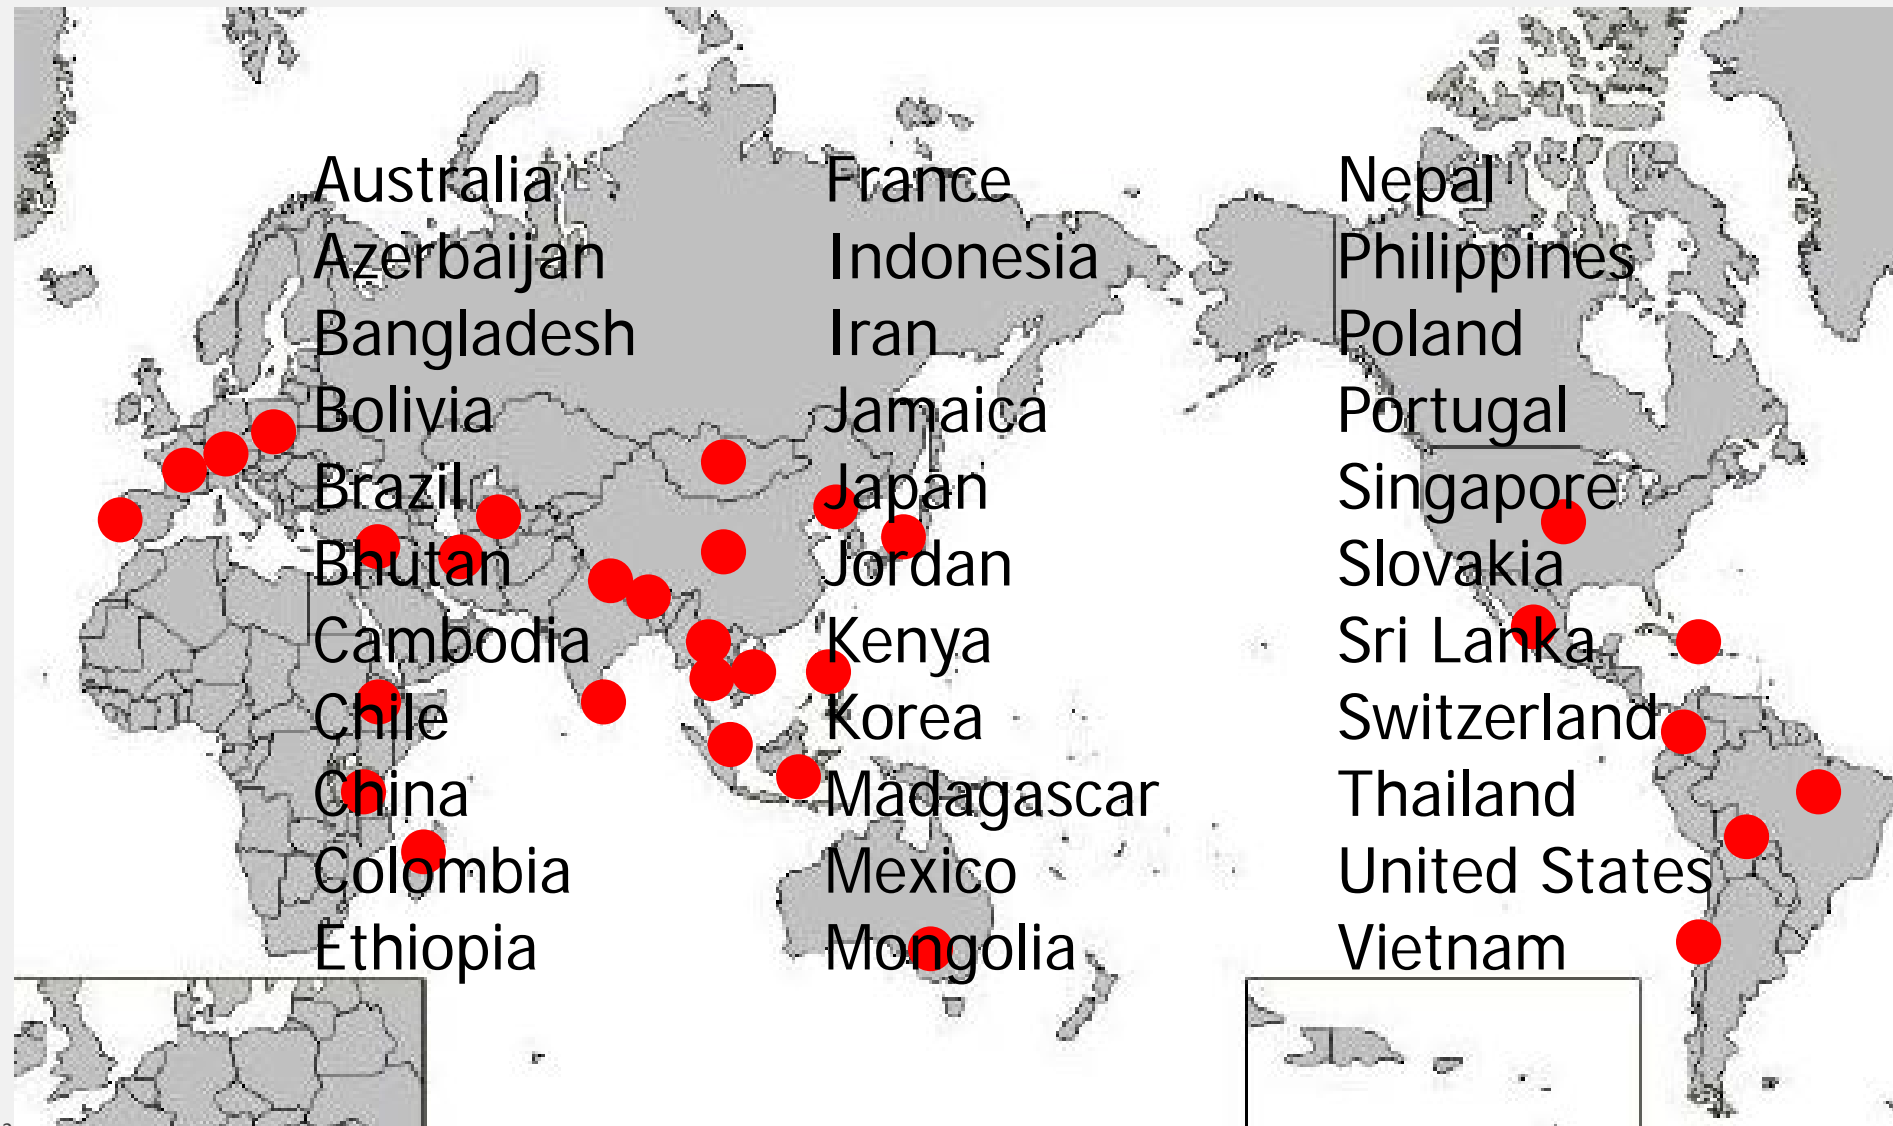 Australia
Azerbaijan
Bangladesh
Bolivia
Brazil
Bhutan
Cambodia
Chile
China
Colombia
Ethiopia
France
Indonesia
Iran
Jamaica
Japan
Jordan
Kenya
Korea
Madagascar
Mexico
Mongolia
Nepal
Philippines
Poland
Portugal
Singapore
Slovakia
Sri Lanka
Switzerland
Thailand
United States
Vietnam